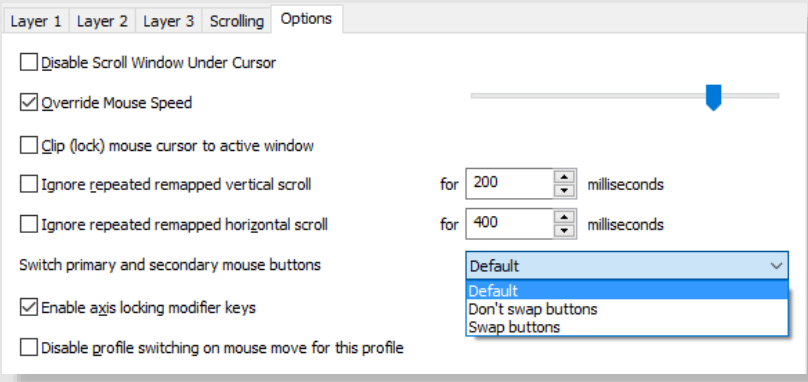 Layer 1 Layer 2 Layer 3 Scrolling Options
Disable Scroll Window Under Cursor
Override Mouse Speed
Clip (lock) mouse cursor to active window
Ignore repeated remapped vertical scroll for 200 milliseconds
Ignore repeated remapped horizontal scroll for 400 milliseconds
Switch primary and secondary mouse buttons Default
Default
Enable axis locking modifier keys Don't swap buttons
Swap buttons
Disable profile switching on mouse move for this profile